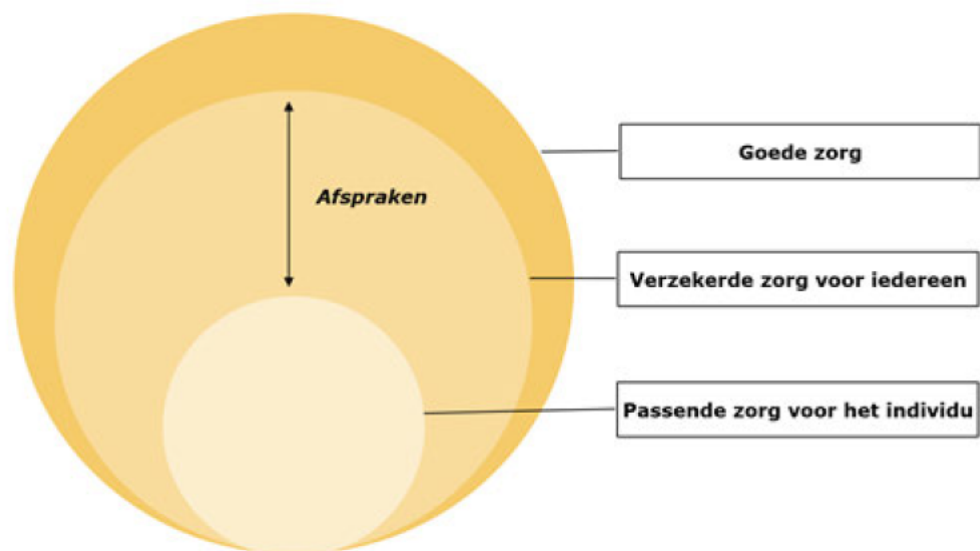 Goede zorg
Afspraken
Verzekerde zorg voor iedereen
Passende zorg voor het individu